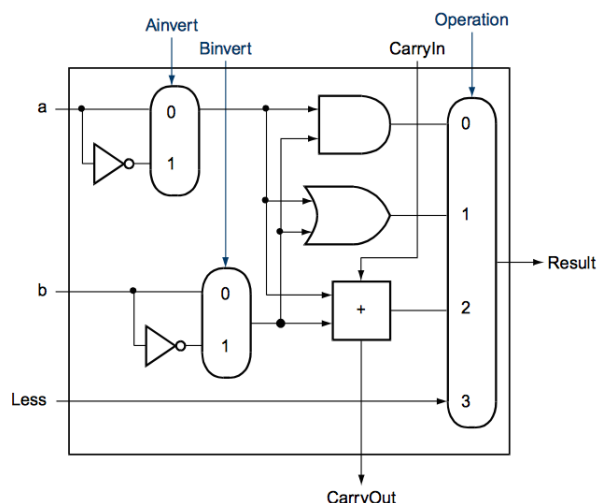 Operation
Ainvert
Binvert
CarryIn
a
0
1
0
1
b
0
1
+
2
Result
Less
3
CarryOut